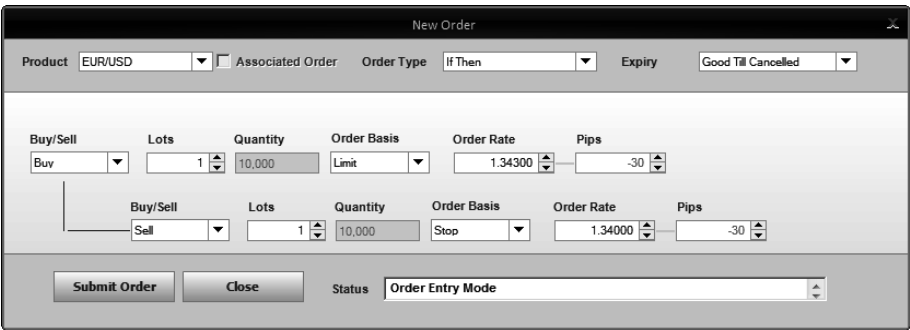 New Order
Product EUR/USD Associated Order Order Type If Then Expiry Good Till Cancelled
Buy/Sell Lots Quantity Order Basis Order Rate Pips
Buy 1 10,000 Limit 1.34300 -30
Buy/Sell Lots Quantity Order Basis Order Rate Pips
Sell 1 10,000 Stop 1.34000 -30
Submit Order Close Status Order Entry Mode